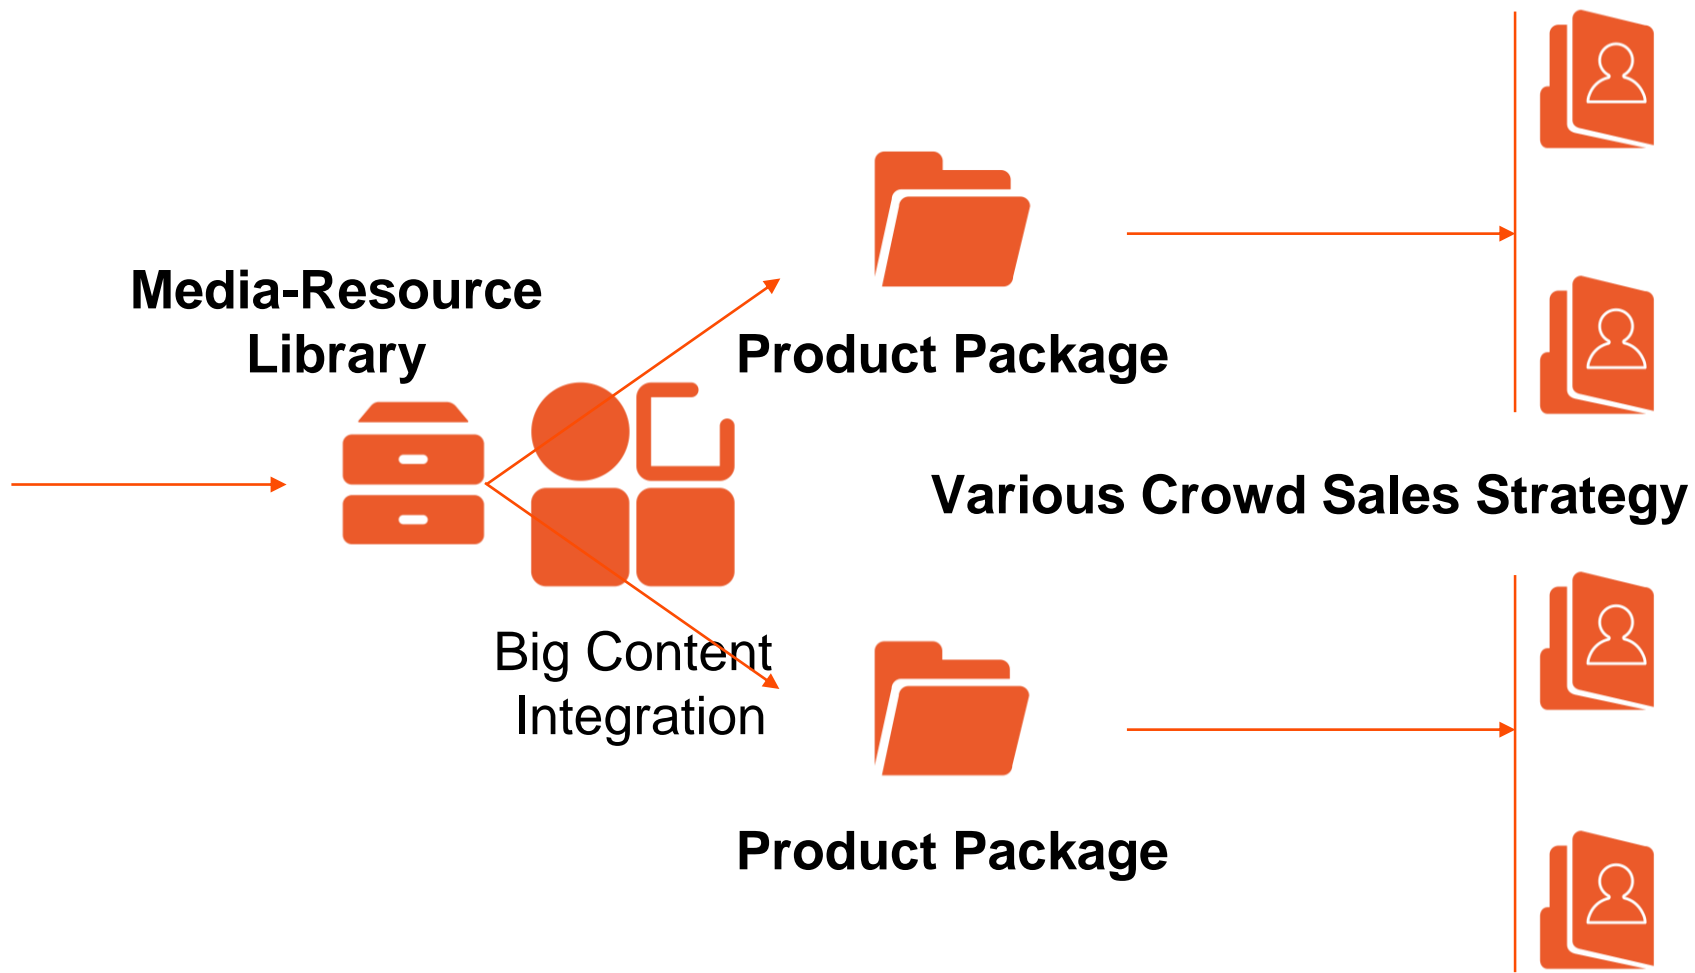 Media-Resource
Library
Product Package
Various Crowd Sales Strategy
Big Content
Integration
Product Package